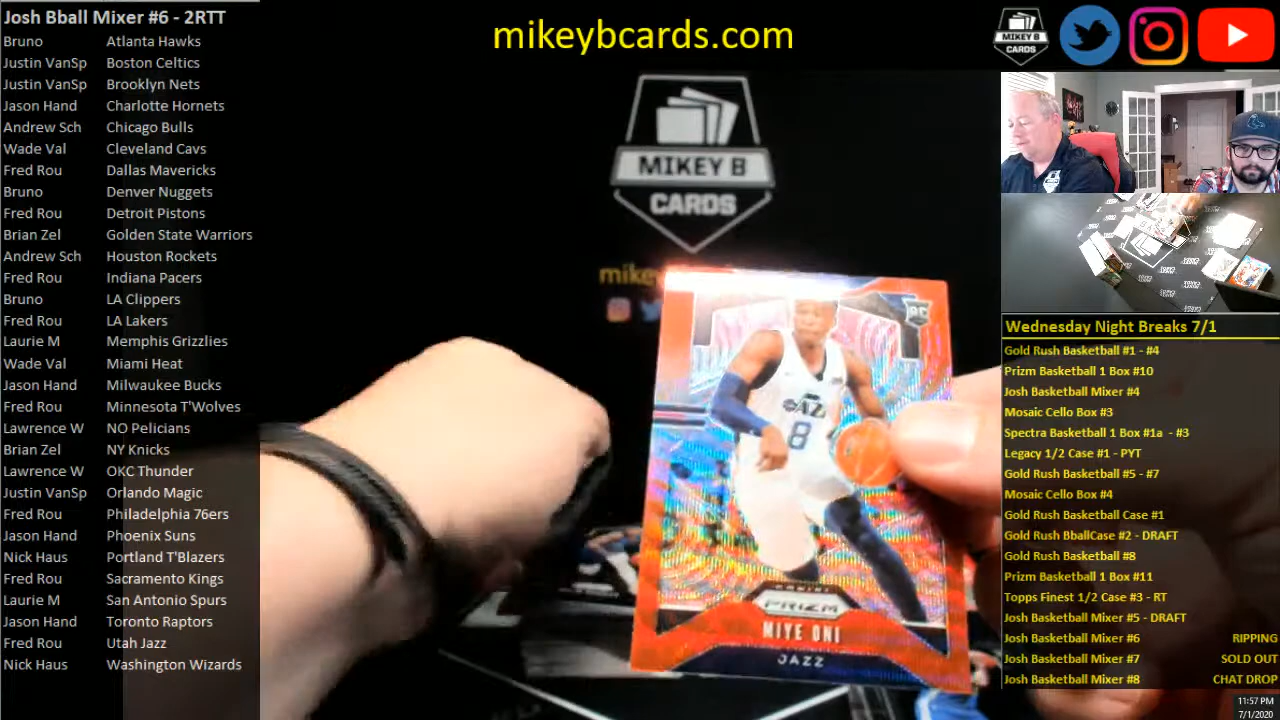 Josh Bball Mixer #6 - 2RTT
Bruno Atlanta Hawks
Justin VanSp Boston Celtics
Justin VanSp Brooklyn Nets
Jason Hand Charlotte Hornets
Andrew Sch Chicago Bulls
Wade Val Cleveland Cavs
Fred Rou Dallas Mavericks
Bruno Denver Nuggets
Fred Rou Detroit Pistons
Brian Zel Golden State Warriors
Andrew Sch Houston Rockets
Fred Rou Indiana Pacers
Bruno LA Clippers
Fred Rou LA Lakers
Laurie M Memphis Grizzlies
Wade Val Miami Heat
Jason Hand Milwaukee Bucks
Fred Rou Minnesota T'Wolves
Lawrence W NO Pelicans
Brian Zel NY Knicks
Lawrence W OKC Thunder
Justin VanSp Orlando Magic
Fred Rou Philadelphia 76ers
Jason Hand Phoenix Suns
Nick Haus Portland T'Blazers
Fred Rou Sacramento Kings
Laurie M San Antonio Spurs
Jason Hand Toronto Raptors
Fred Rou Utah Jazz
Nick Haus Washington Wizards
mikeybcards.com
MIKEY B
CARDS
MIKEY B
CARDS
mikey
RC
8
PANINI
PRIZM
MIYE ONI
JAZZ
Wednesday Night Breaks 7/1
Gold Rush Basketball #1 - #4
Prizm Basketball 1 Box #10
Josh Basketball Mixer #4
Mosaic Cello Box #3
Spectra Basketball 1 Box #1a - #3
Legacy 1/2 Case #1 - PYT
Gold Rush Basketball #5 - #7
Mosaic Cello Box #4
Gold Rush Basketball Case #1
Gold Rush BballCase #2 - DRAFT
Gold Rush Basketball #8
Prizm Basketball 1 Box #11
Topps Finest 1/2 Case #3 - RT
Josh Basketball Mixer #5 - DRAFT
Josh Basketball Mixer #6 RIPPING
Josh Basketball Mixer #7 SOLD OUT
Josh Basketball Mixer #8 CHAT DROP
11:57 PM
7/1/2020